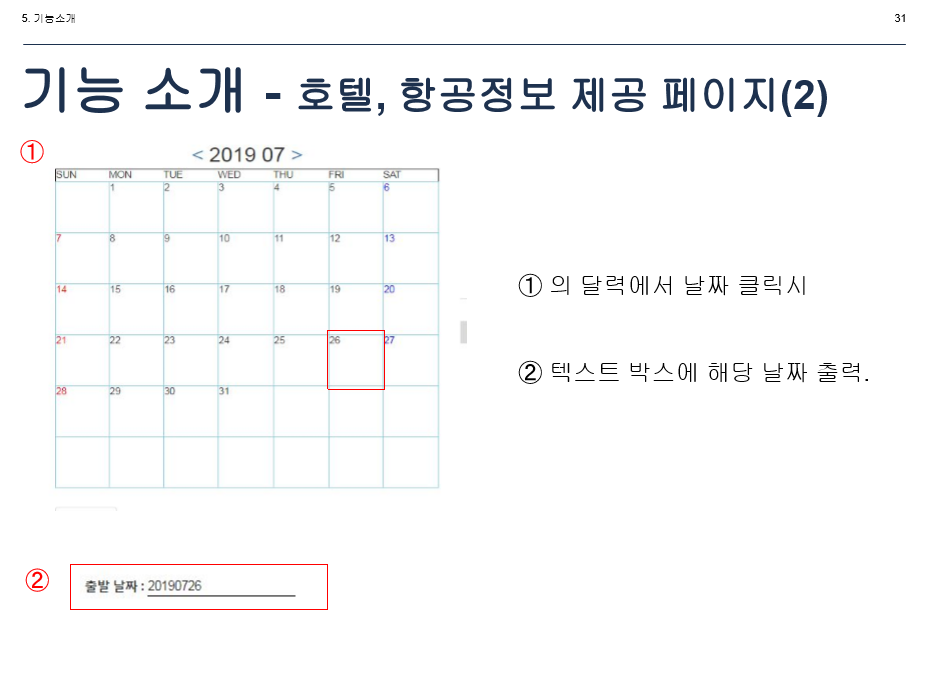 5. 기능소개
31
기능 소개 - 호텔, 항공정보 제공 페이지(2)
①
< 2019 07 >
SUN MON TUE WED THU FRI SAT
1 2 3 4 5 6
7 8 9 10 11 12 13
14 15 16 17 18 19 20
21 22 23 24 25 26 27
28 29 30 31
① 의 달력에서 날짜 클릭시
② 텍스트 박스에 해당 날짜 출력.
②
출발 날짜 : 20190726